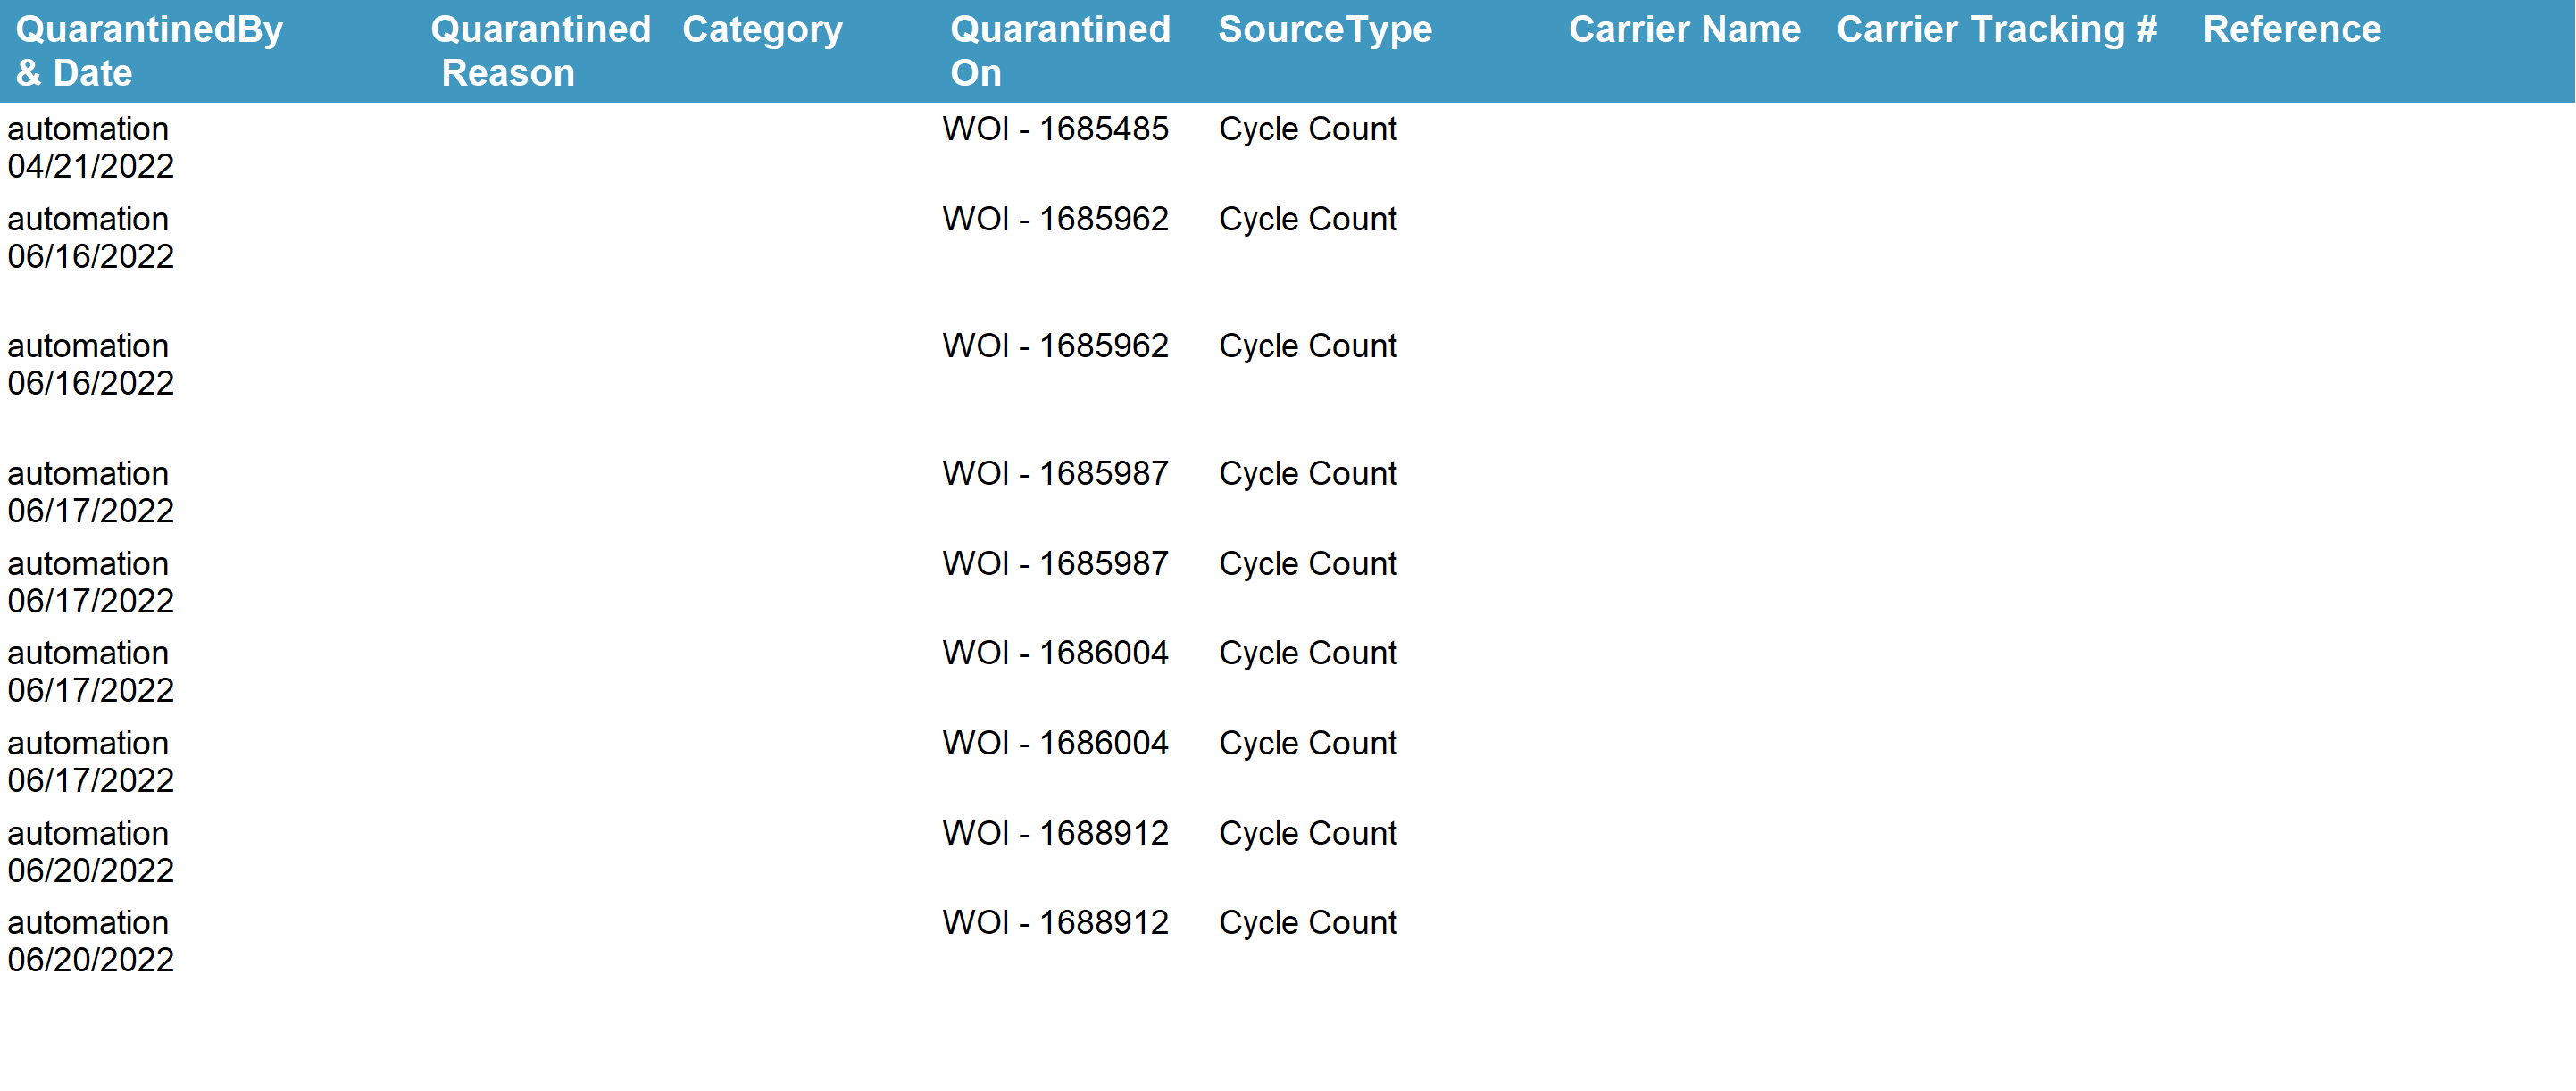 QuarantinedBy & Date Quarantined Reason Category Quarantined On SourceType Carrier Name Carrier Tracking # Reference
automation WOI - 1685485 Cycle Count
04/21/2022
automation WOI - 1685962 Cycle Count
06/16/2022
automation WOI - 1685962 Cycle Count
06/16/2022
automation WOI - 1685987 Cycle Count
06/17/2022
automation WOI - 1685987 Cycle Count
06/17/2022
automation WOI - 1686004 Cycle Count
06/17/2022
automation WOI - 1686004 Cycle Count
06/17/2022
automation WOI - 1688912 Cycle Count
06/20/2022
automation WOI - 1688912 Cycle Count
06/20/2022